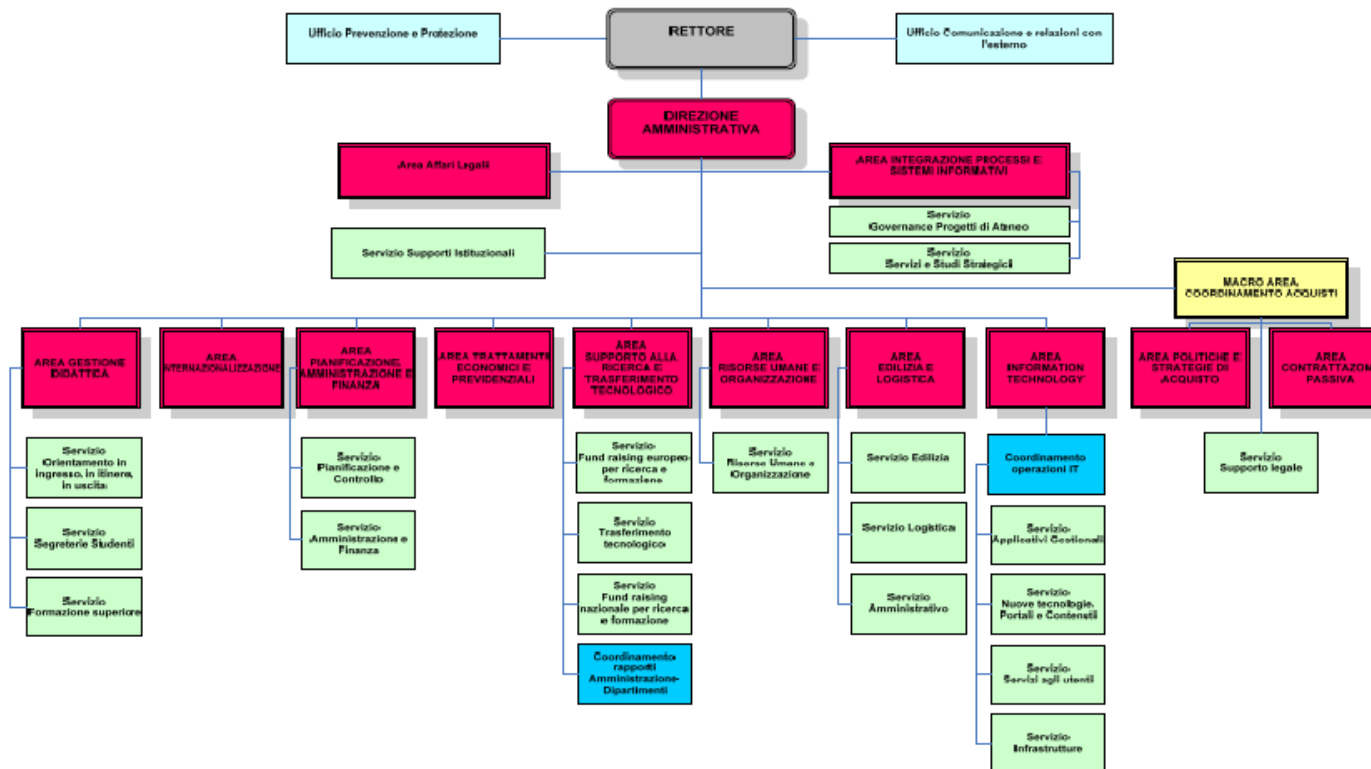 Ufficio Prevenzione e Protezione
RETTORE
Ufficio Comunicazione e relazioni con
l'esterno
DIREZIONE
AMMINISTRATIVA
Area Affari Legali
AREA INTEGRAZIONE PROCESSI E
SISTEMI INFORMATIVI
Servizio
Governance Progetti di Ateneo
Servizio Supporti Istituzionali
Servizio
Servizi e Studi Strategici
MACRO AREA
COORDINAMENTO ACQUISTI
AREA GESTIONE
DIDATTICA
AREA
INTERNAZIONALIZZAZIONE
AREA
PIANIFICAZIONE,
AMMINISTRAZIONE E
FINANZA
AREA TRATTAMENTI
ECONOMICI E
PREVIDENZIALI
AREA
SUPPORTO ALLA
RICERCA E
TRASFERIMENTO
TECNOLOGICO
AREA
RISORSE UMANE E
ORGANIZZAZIONE
AREA
EDILIZIA E
LOGISTICA
AREA
INFORMATION
TECHNOLOGY
AREA POLITICHE E
STRATEGIE DI
ACQUISTO
AREA
CONTRATTAZION
PASSIVA
Servizio
Orientamento in
ingresso, in itinere,
in uscita
Servizio
Segreterie Studenti
Servizio
Formazione superiore
Servizio
Pianificazione e
Controllo
Servizio
Amministrazione e
Finanza
Servizio
Fund raising europeo
per ricerca e
formazione
Servizio
Trasferimento
tecnologico
Servizio
Fund raising
nazionale per ricerca
e formazione
Coordinamento
rapporti
Amministrazione-
Dipartimenti
Servizio
Risorse Umane e
Organizzazione
Servizio Edilizia
Servizio Logistica
Servizio
Amministrativo
Coordinamento
operazioni IT
Servizio
Applicativi Gestionali
Servizio
Nuove tecnologie,
Portali e Contenuti
Servizio
Servizi agli utenti
Servizio
Infrastrutture
Servizio
Supporto legale